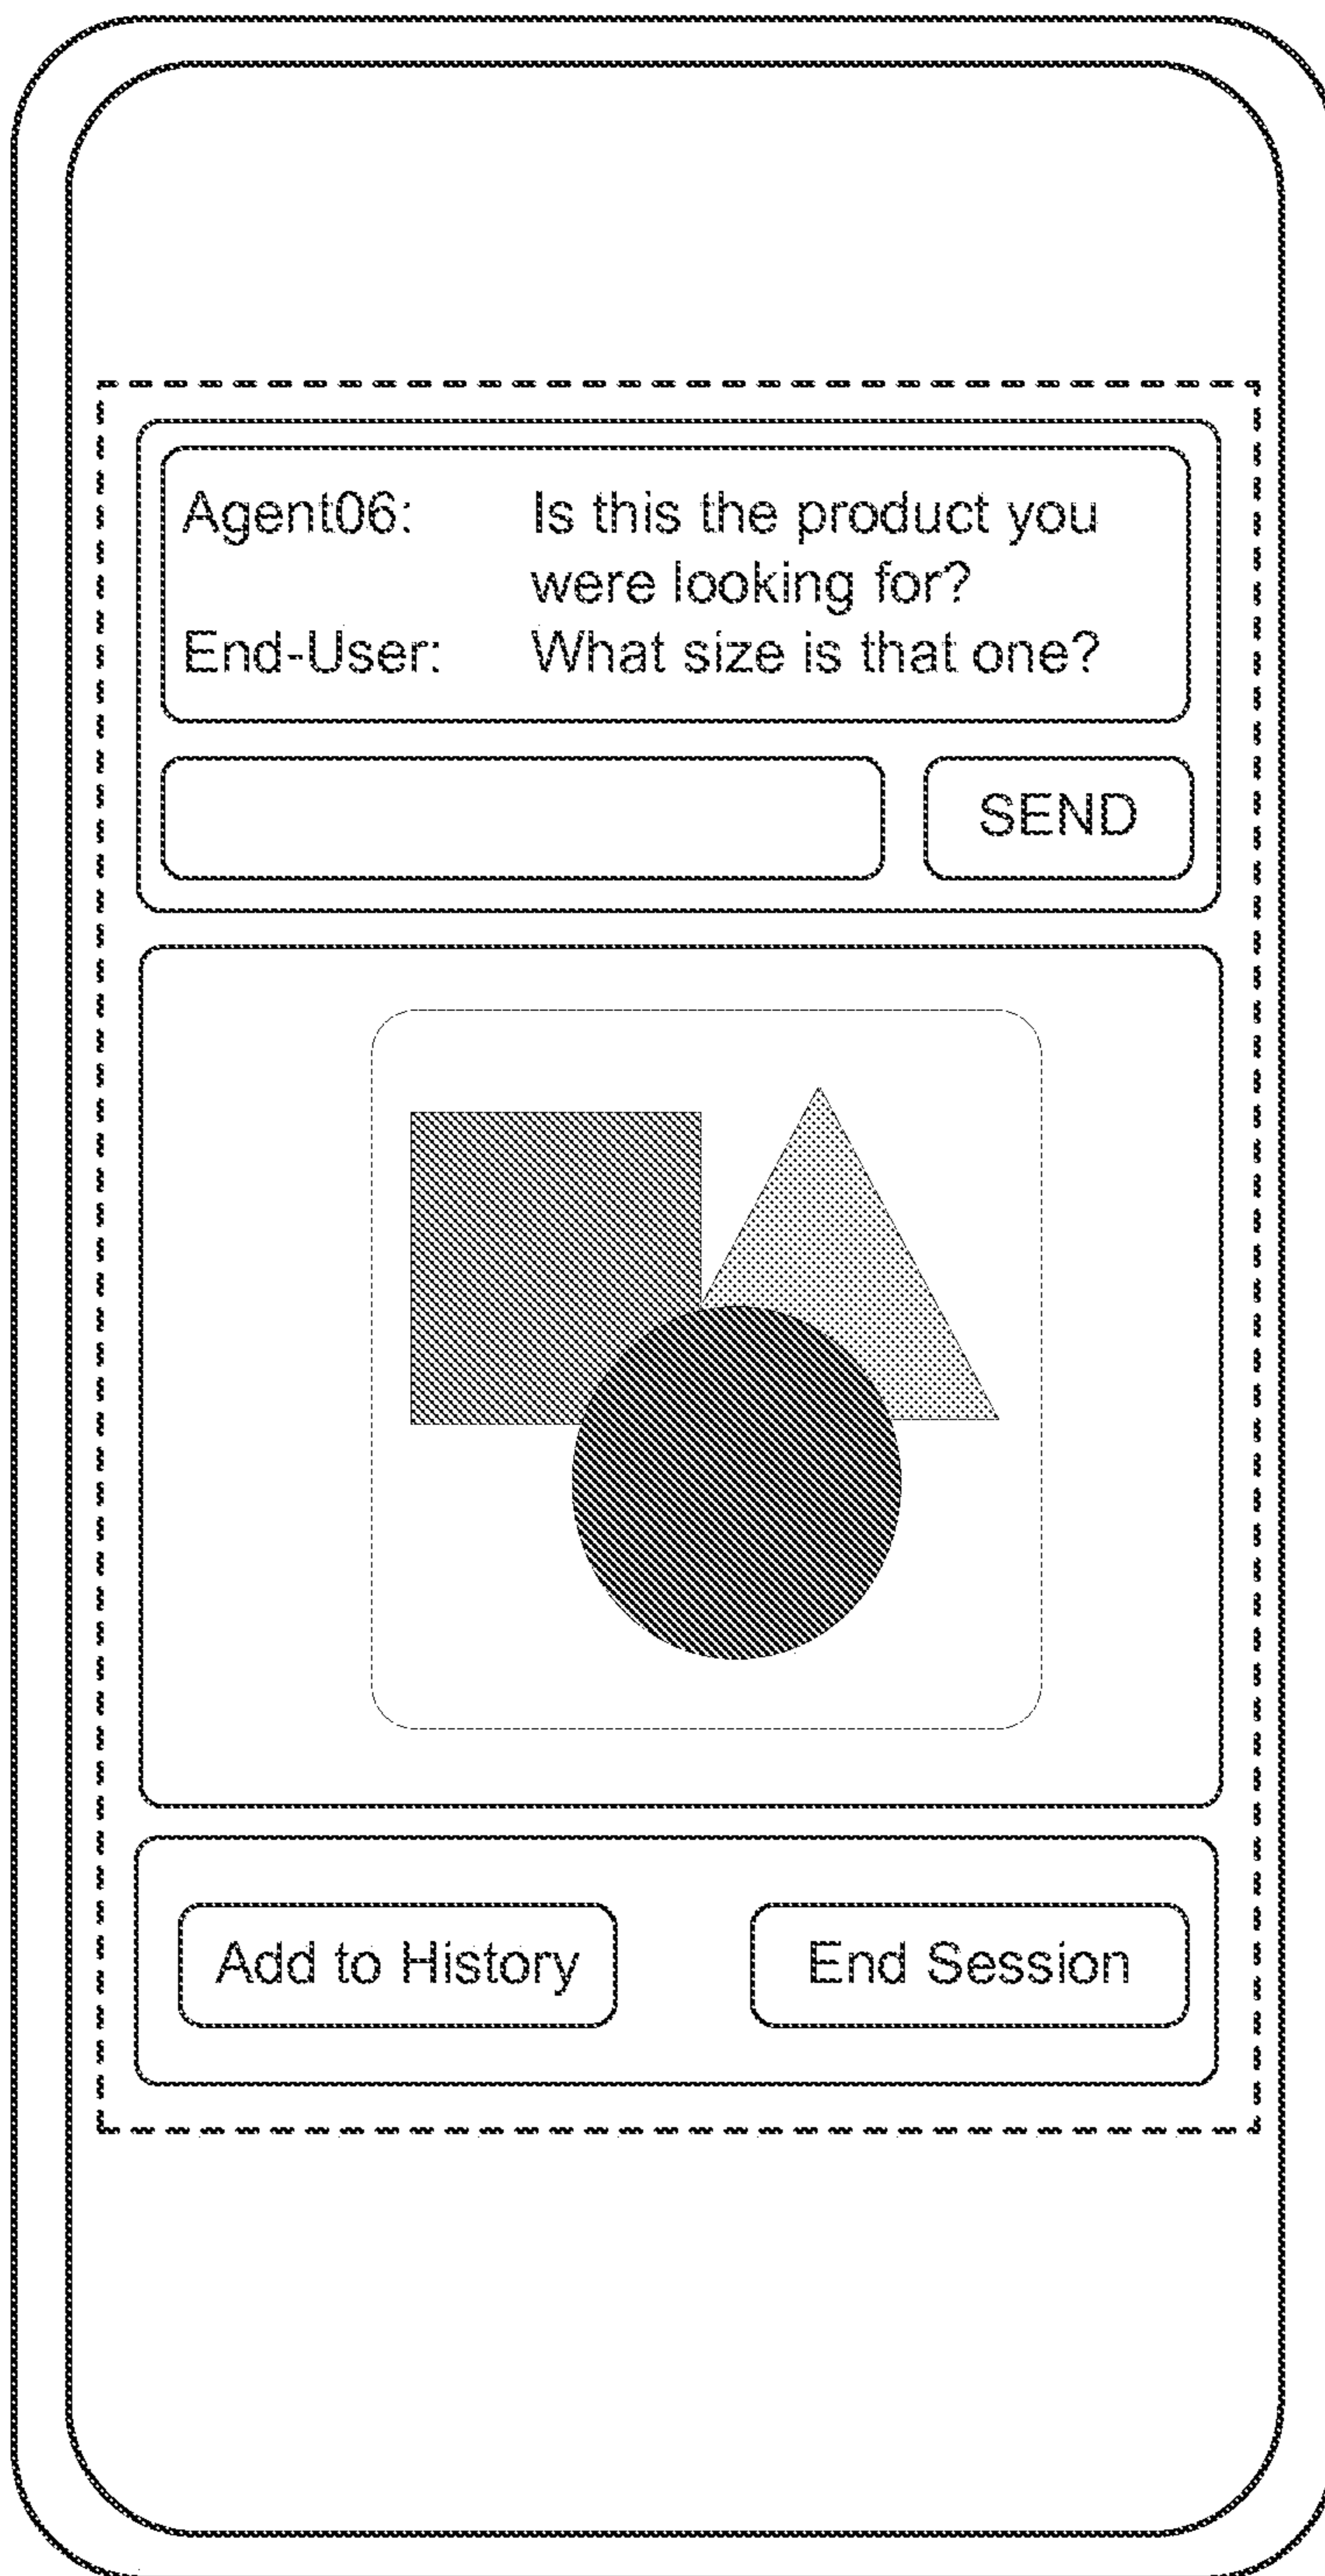 Agent06: Is this the product you
were looking for?
End-User: What size is that one?
SEND
Add to History
End Session